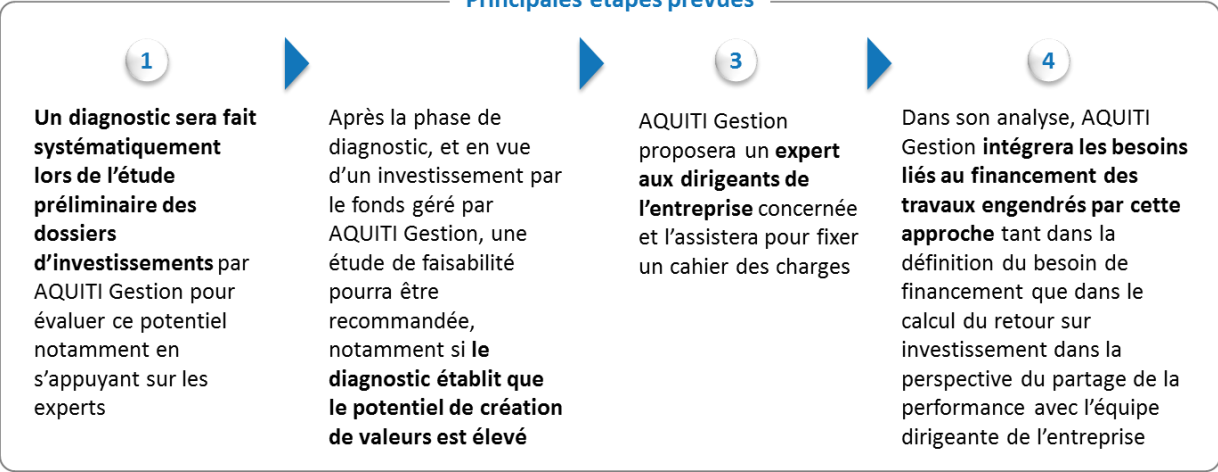 Principales étapes prévues
1
Un diagnostic sera fait
systématiquement
lors de l’étude
préliminaire des
dossiers
d’investissements par
AQUITI Gestion pour
évaluer ce potentiel
notamment en
s’appuyant sur les
experts
Après la phase de
diagnostic, et en vue
d’un investissement par
le fonds géré par
AQUITI Gestion, une
étude de faisabilité
pourra être
recommandée,
notamment si le
diagnostic établit que
le potentiel de création
de valeurs est élevé
3
AQUITI Gestion
proposera un expert
aux dirigeants de
l’entreprise concernée
et l’assistera pour fixer
un cahier des charges
4
Dans son analyse, AQUITI
Gestion intégrera les besoins
liés au financement des
travaux engendrés par cette
approche tant dans la
définition du besoin de
financement que dans le
calcul du retour sur
investissement dans la
perspective du partage de la
performance avec l’équipe
dirigeante de l’entreprise